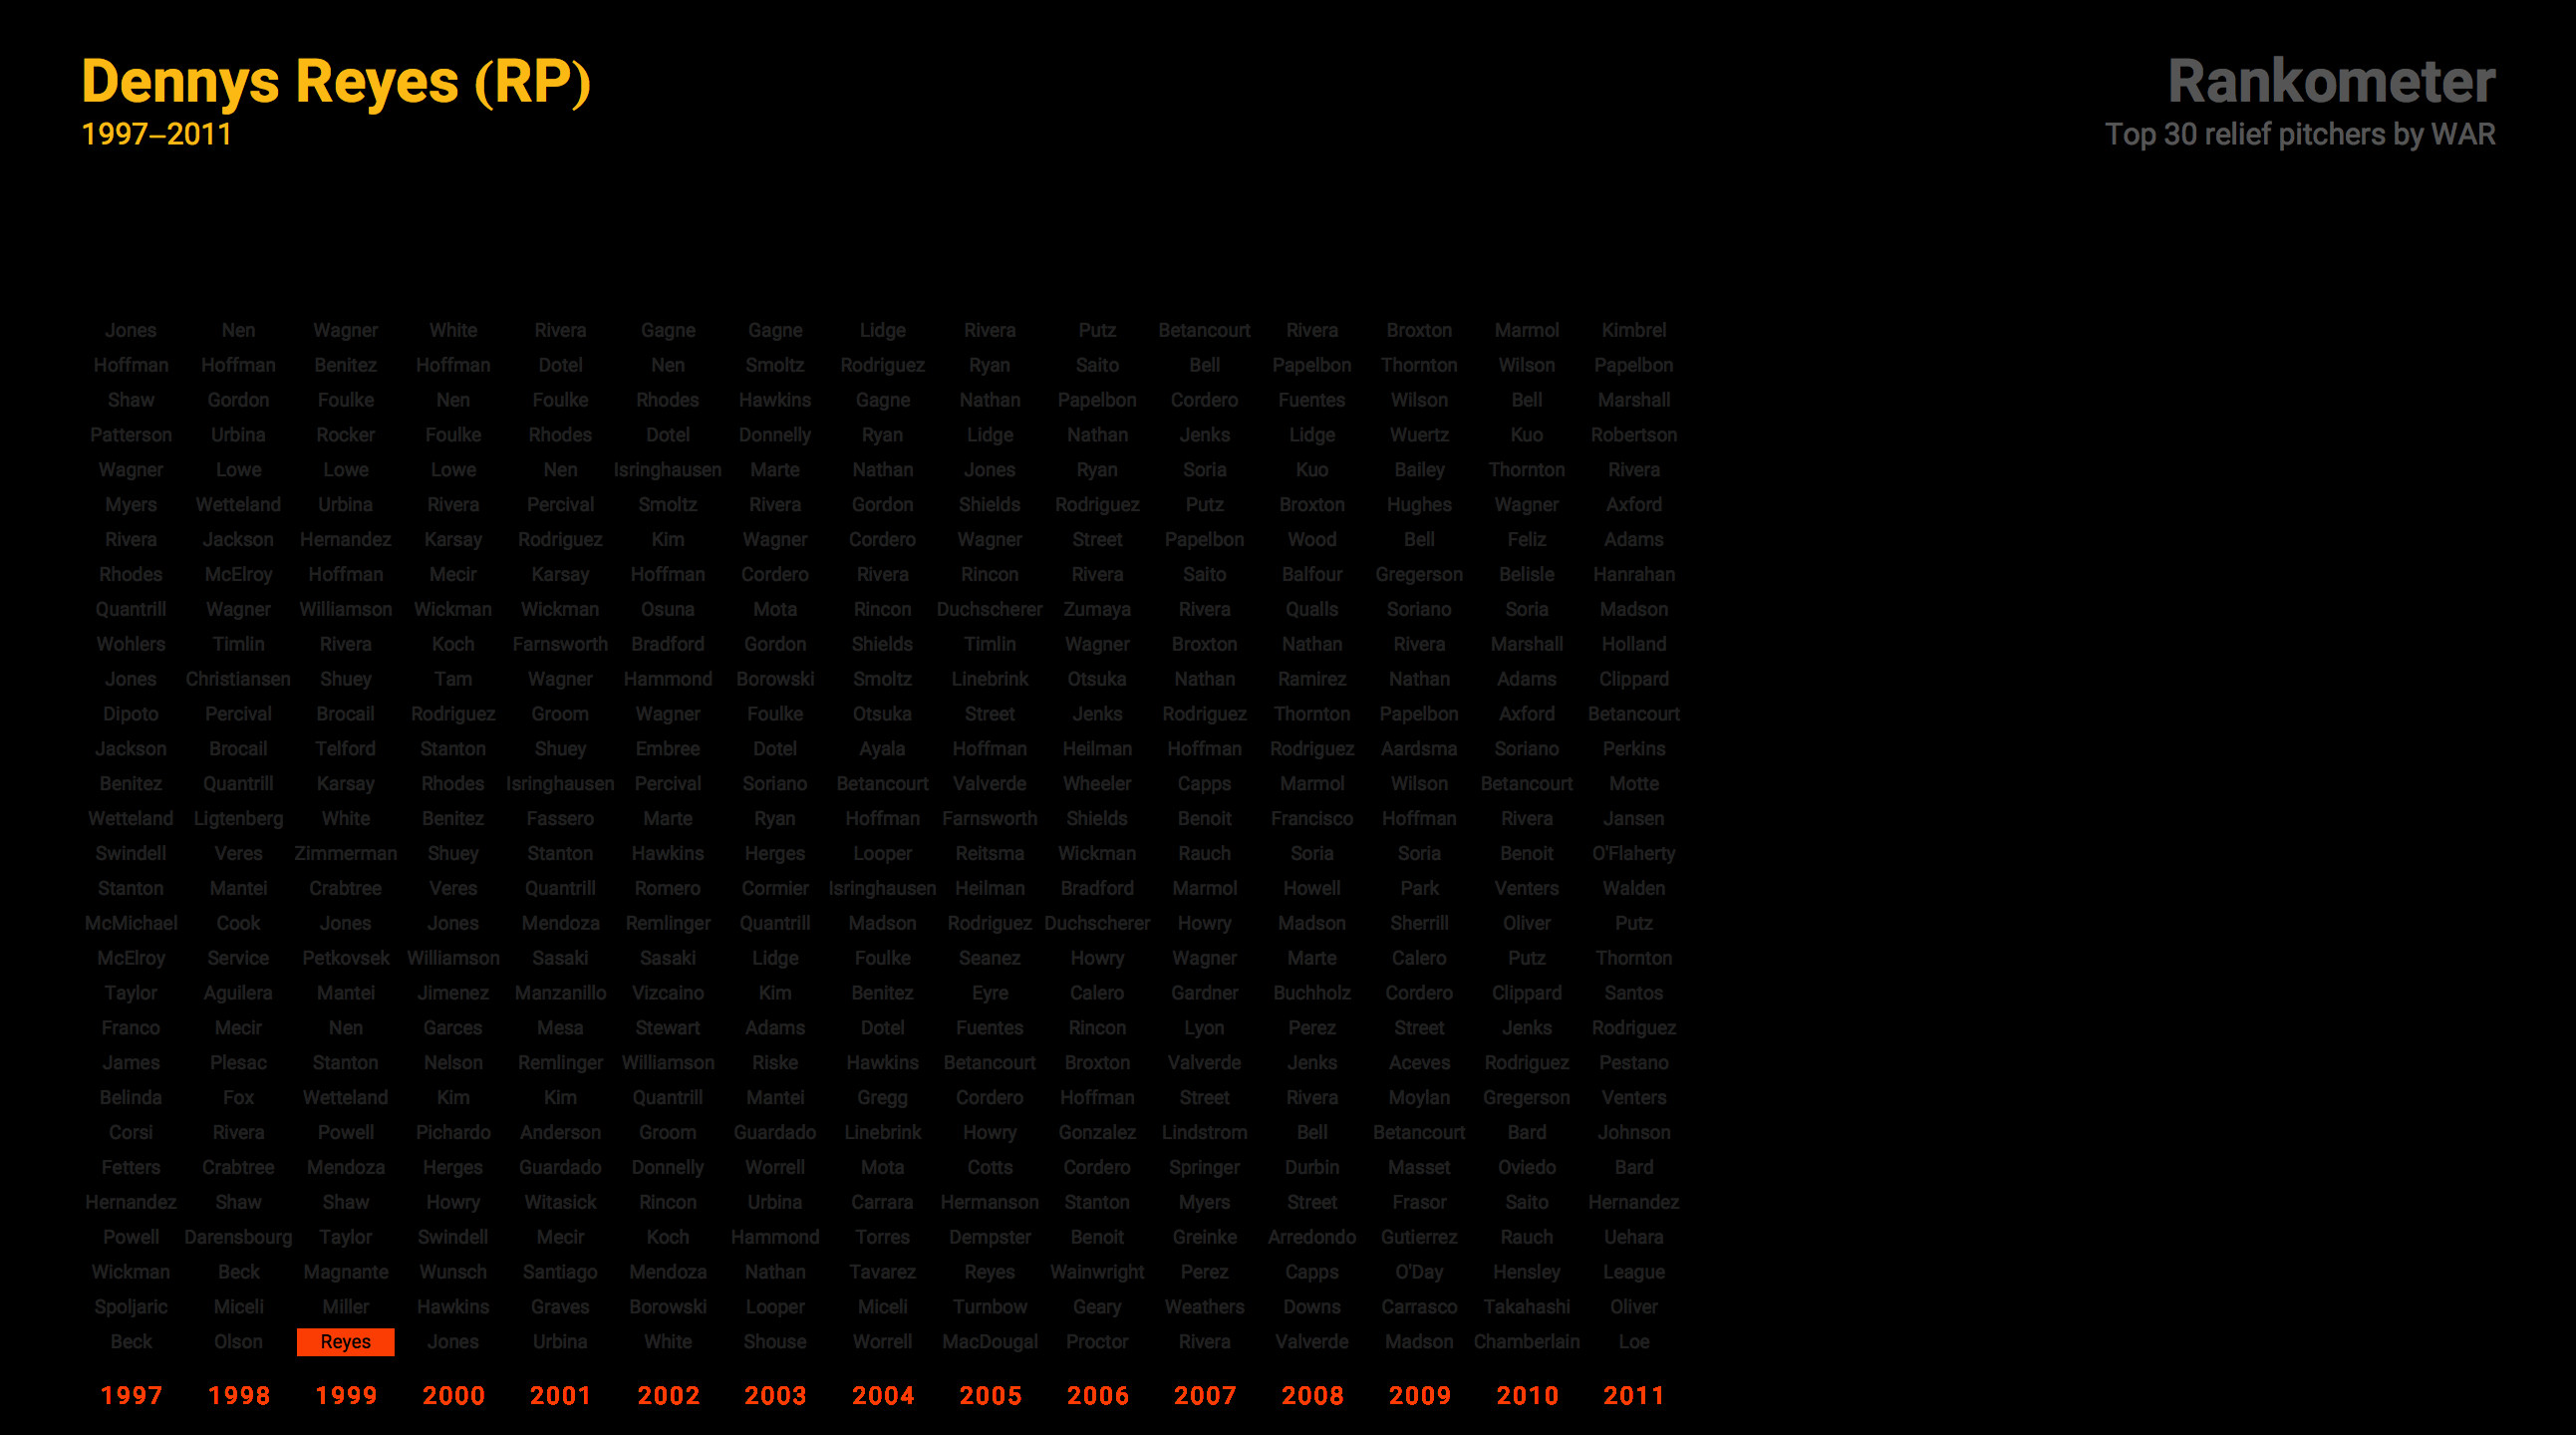 Dennys Reyes (RP)
1997–2011
Rankometer
Top 30 relief pitchers by WAR
Jones Nen Wagner White Rivera Gagne Gagne Lidge Rivera Putz Betancourt Rivera Broxton Marmol Kimbrel
Hoffman Hoffman Benitez Hoffman Dotel Nen Smoltz Rodriguez Ryan Saito Bell Papelbon Thornton Wilson Papelbon
Shaw Gordon Foulke Nen Foulke Rhodes Hawkins Gagne Nathan Papelbon Cordero Fuentes Wilson Bell Marshall
Patterson Urbina Rocker Foulke Rhodes Dotel Donnelly Ryan Lidge Nathan Jenks Lidge Wuertz Kuo Robertson
Wagner Lowe Lowe Lowe Nen Isringhausen Marte Nathan Jones Ryan Soria Kuo Bailey Thornton Rivera
Myers Wetteland Urbina Rivera Percival Smoltz Rivera Gordon Shields Rodriguez Putz Broxton Hughes Wagner Axford
Rivera Jackson Hernandez Karsay Rodriguez Kim Wagner Cordero Wagner Street Papelbon Wood Bell Feliz Adams
Rhodes McElroy Hoffman Mecir Karsay Hoffman Cordero Rivera Rincon Rivera Saito Balfour Gregerson Belisle Hanrahan
Quantrill Wagner Williamson Wickman Wickman Osuna Mota Rincon Duchscherer Zumaya Rivera Qualls Soriano Soria Madson
Wohlers Timlin Rivera Koch Farnsworth Bradford Gordon Shields Timlin Wagner Broxton Nathan Rivera Marshall Holland
Jones Christiansen Shuey Tam Wagner Hammond Borowski Smoltz Linebrink Otsuka Nathan Ramirez Nathan Adams Clippard
Dipoto Percival Brocail Rodriguez Groom Wagner Foulke Otsuka Street Jenks Rodriguez Thornton Papelbon Axford Betancourt
Jackson Brocail Telford Stanton Shuey Embree Dotel Ayala Hoffman Heilman Hoffman Rodriguez Aardsma Soriano Perkins
Benitez Quantrill Karsay Rhodes Isringhausen Percival Soriano Betancourt Valverde Wheeler Capps Marmol Wilson Betancourt Motte
Wetteland Ligtenberg White Benitez Fassero Marte Ryan Hoffman Farnsworth Shields Benoit Francisco Hoffman Rivera Jansen
Swindell Veres Zimmerman Shuey Stanton Hawkins Herges Looper Reitsma Wickman Rauch Soria Soria Benoit O'Flaherty
Stanton Mantei Crabtree Veres Quantrill Romero Cormier Isringhausen Heilman Bradford Marmol Howell Park Venters Walden
McMichael Cook Jones Jones Mendoza Remlinger Quantrill Madson Rodriguez Duchscherer Howry Madson Sherrill Oliver Putz
McElroy Service Petkovsek Williamson Sasaki Sasaki Lidge Foulke Seanez Howry Wagner Marte Calero Putz Thornton
Taylor Aguilera Mantei Jimenez Manzanillo Vizcaino Kim Benitez Eyre Calero Gardner Buchholz Cordero Clippard Santos
Franco Mecir Nen Garces Mesa Stewart Adams Dotel Fuentes Rincon Lyon Perez Street Jenks Rodriguez
James Plesac Stanton Nelson Remlinger Williamson Riske Hawkins Betancourt Broxton Valverde Jenks Aceves Rodriguez Pestano
Belinda Fox Wetteland Kim Kim Quantrill Mantei Gregg Cordero Hoffman Street Rivera Moylan Gregerson Venters
Corsi Rivera Powell Pichardo Anderson Groom Guardado Linebrink Howry Gonzalez Lindstrom Bell Betancourt Bard Johnson
Fetters Crabtree Mendoza Herges Guardado Donnelly Worrell Mota Cotts Cordero Springer Durbin Masset Oviedo Bard
Hernandez Shaw Shaw Howry Witasick Rincon Urbina Carrara Hermanson Stanton Myers Street Frasor Saito Hernandez
Powell Darensbourg Taylor Swindell Mecir Koch Hammond Torres Dempster Benoit Greinke Arredondo Gutierrez Rauch Uehara
Wickman Beck Magnante Wunsch Santiago Mendoza Nathan Tavarez Reyes Wainwright Perez Capps O'Day Hensley League
Spoljaric Miceli Miller Hawkins Graves Borowski Looper Miceli Turnbow Geary Weathers Downs Carrasco Takahashi Oliver
Beck Olson Reyes Jones Urbina White Shouse Worrell MacDougal Proctor Rivera Valverde Madson Chamberlain Loe
1997 1998 1999 2000 2001 2002 2003 2004 2005 2006 2007 2008 2009 2010 2011